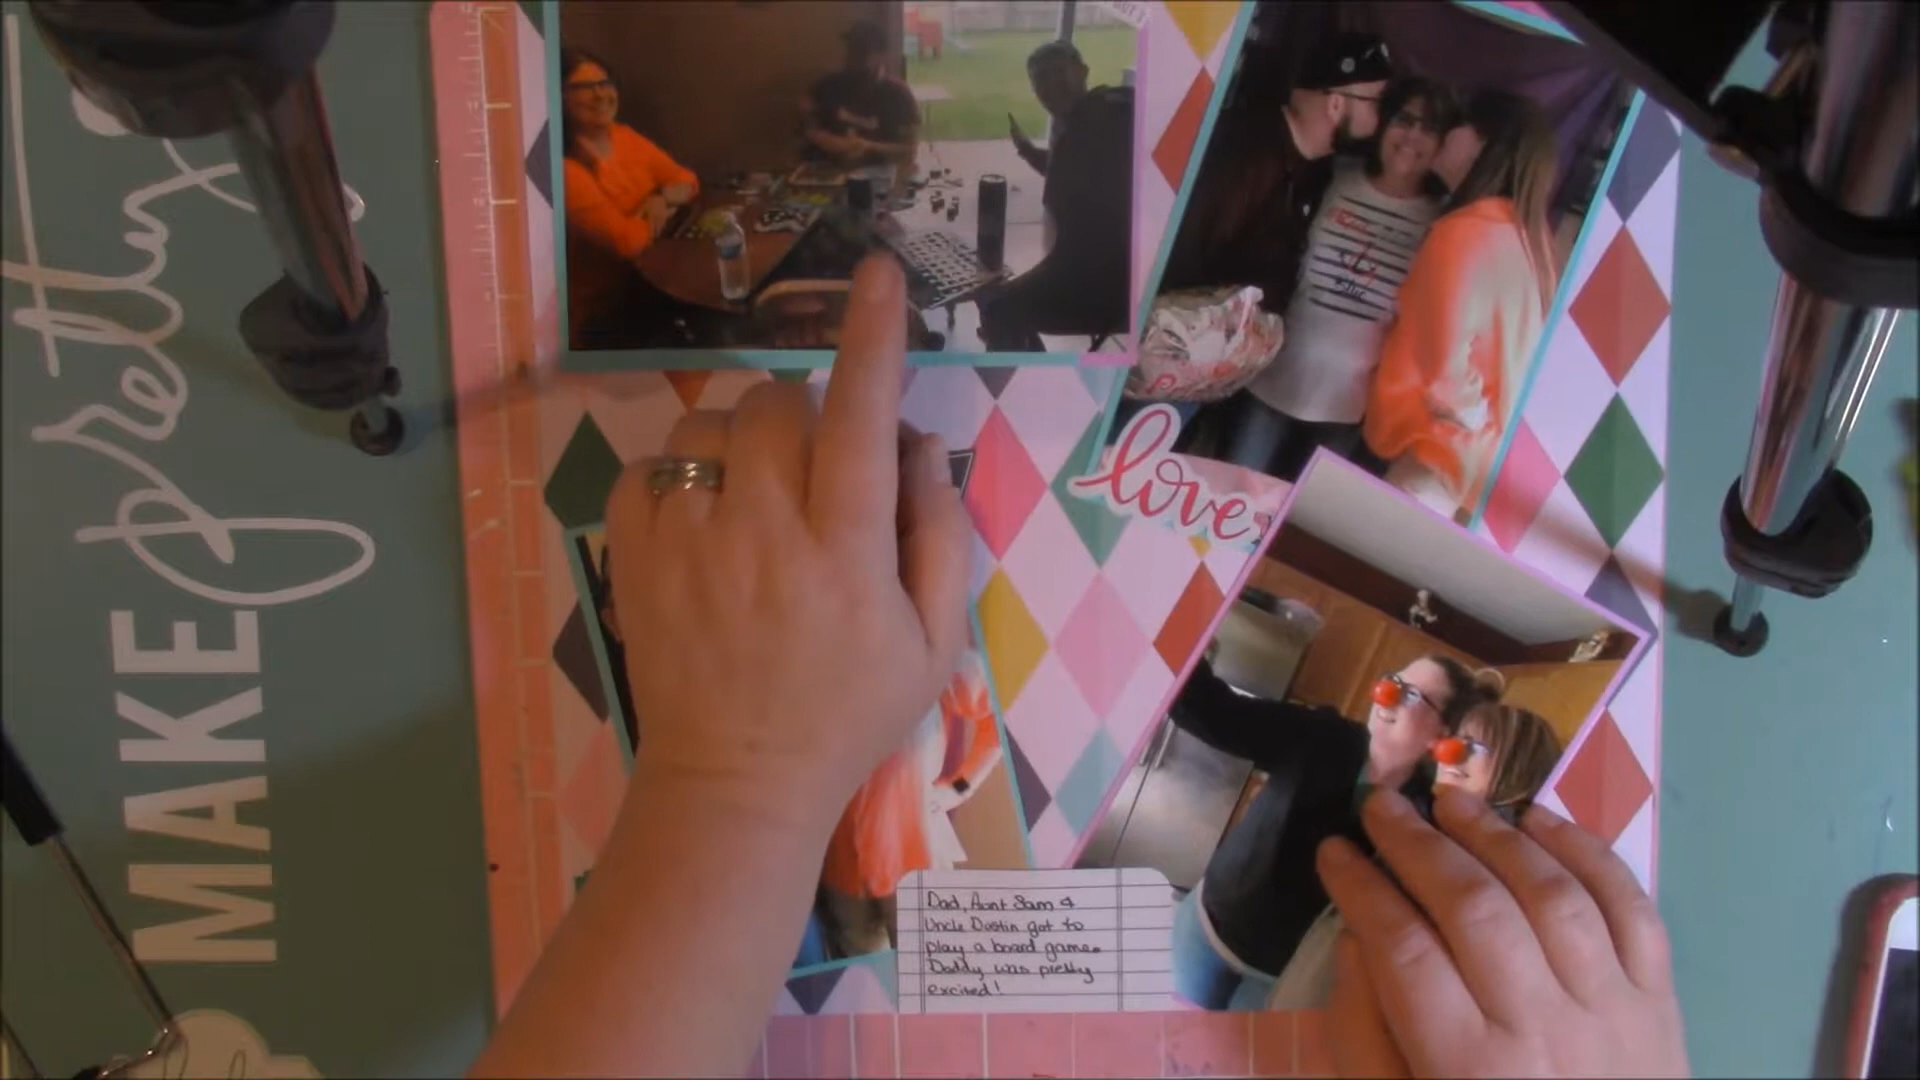 MAKE
pretty
love
Dad, Aunt Sam &
Uncle Dustin got to
play a board game.
Daddy was pretty
excited!